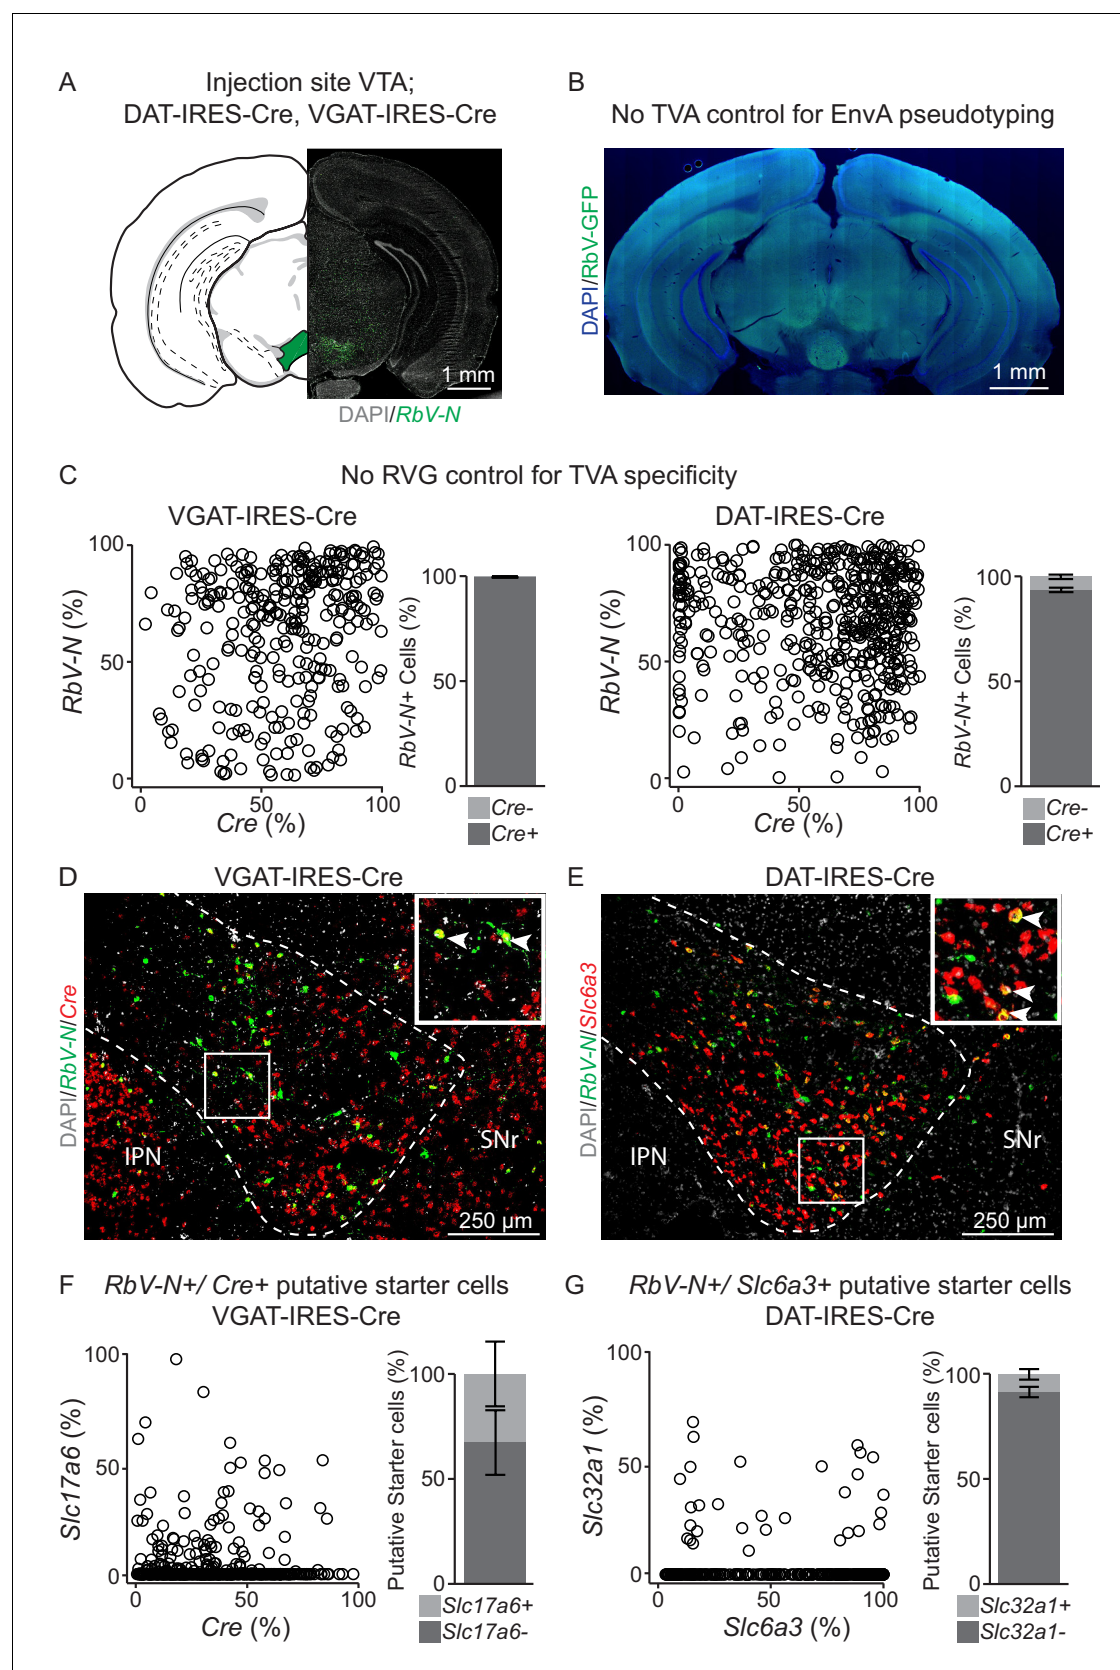 A
Injection site VTA;
DAT-IRES-Cre, VGAT-IRES-Cre
1 mm
DAPI/RbV-N
B
No TVA control for EnvA pseudotyping
DAPI/RbV-GFP
1 mm
C
No RVG control for TVA specificity
VGAT-IRES-Cre
RbV-N (%)
100
50
0
0
50
100
Cre (%)
RbV-N+ Cells (%)
100
50
0
Cre-
Cre+
DAT-IRES-Cre
RbV-N (%)
100
50
0
0
50
100
Cre (%)
RbV-N+ Cells (%)
100
50
0
Cre-
Cre+
D
VGAT-IRES-Cre
DAPI/RbV-N/Cre
IPN
SNr
250 µm
E
DAT-IRES-Cre
DAPI/RbV-N/Slc6a3
IPN
SNr
250 µm
F
RbV-N+/ Cre+ putative starter cells
VGAT-IRES-Cre
Slc17a6 (%)
100
50
0
0
50
100
Cre (%)
Putative Starter cells (%)
100
50
0
Slc17a6+
Slc17a6-
G
RbV-N+/ Slc6a3+ putative starter cells
DAT-IRES-Cre
Slc32a1 (%)
100
50
0
0
50
100
Slc6a3 (%)
Putative Starter cells (%)
100
50
0
Slc32a1+
Slc32a1-